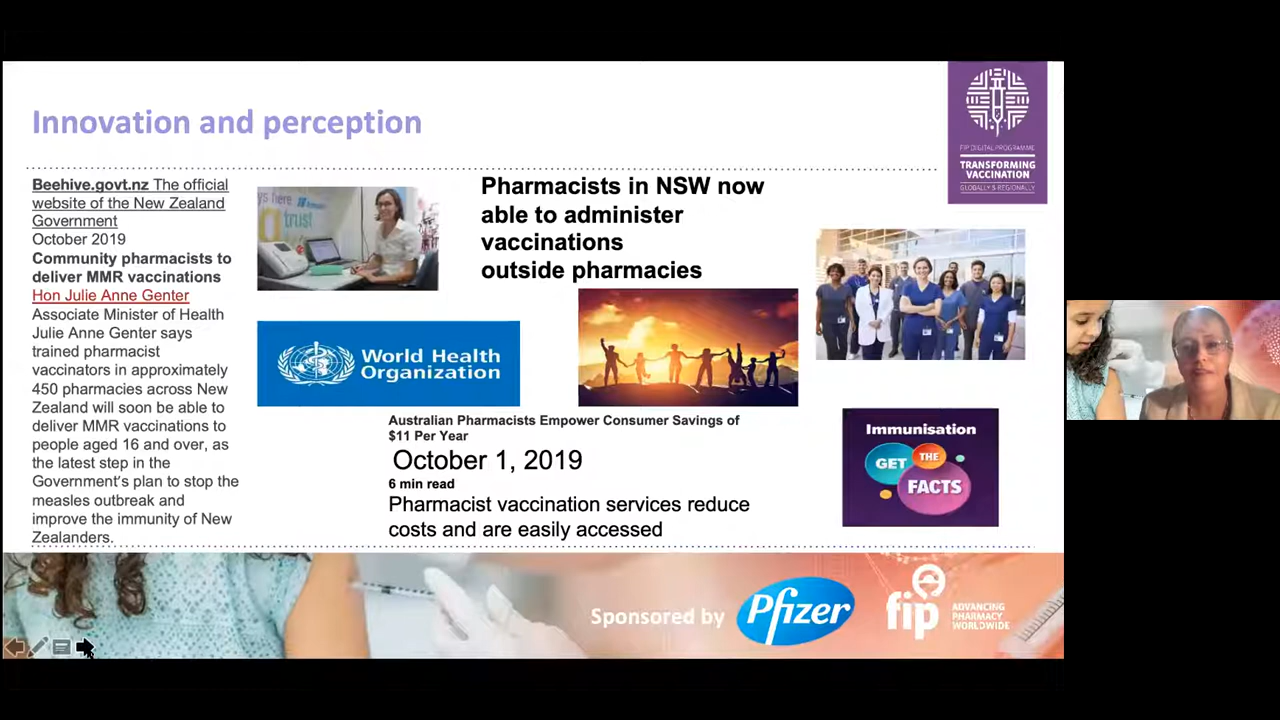 Innovation and perception
FIP DIGITAL PROGRAMME
TRANSFORMING
VACCINATION
GLOBALLY & REGIONALLY
Beehive.govt.nz The official
website of the New Zealand
Government
October 2019
Community pharmacists to
deliver MMR vaccinations
Hon Julie Anne Genter
Associate Minister of Health
Julie Anne Genter says
trained pharmacist
vaccinators in approximately
450 pharmacies across New
Zealand will soon be able to
deliver MMR vaccinations to
people aged 16 and over, as
the latest step in the
Government's plan to stop the
measles outbreak and
improve the immunity of New
Zealanders.
trust
Pharmacists in NSW now
able to administer
vaccinations
outside pharmacies
World Health
Organization
Australian Pharmacists Empower Consumer Savings of
$11 Per Year
October 1, 2019
6 min read
Pharmacist vaccination services reduce
costs and are easily accessed
Immunisation
GET
THE
FACTS
Sponsored by
Pfizer
fip
ADVANCING
PHARMACY
WORLDWIDE